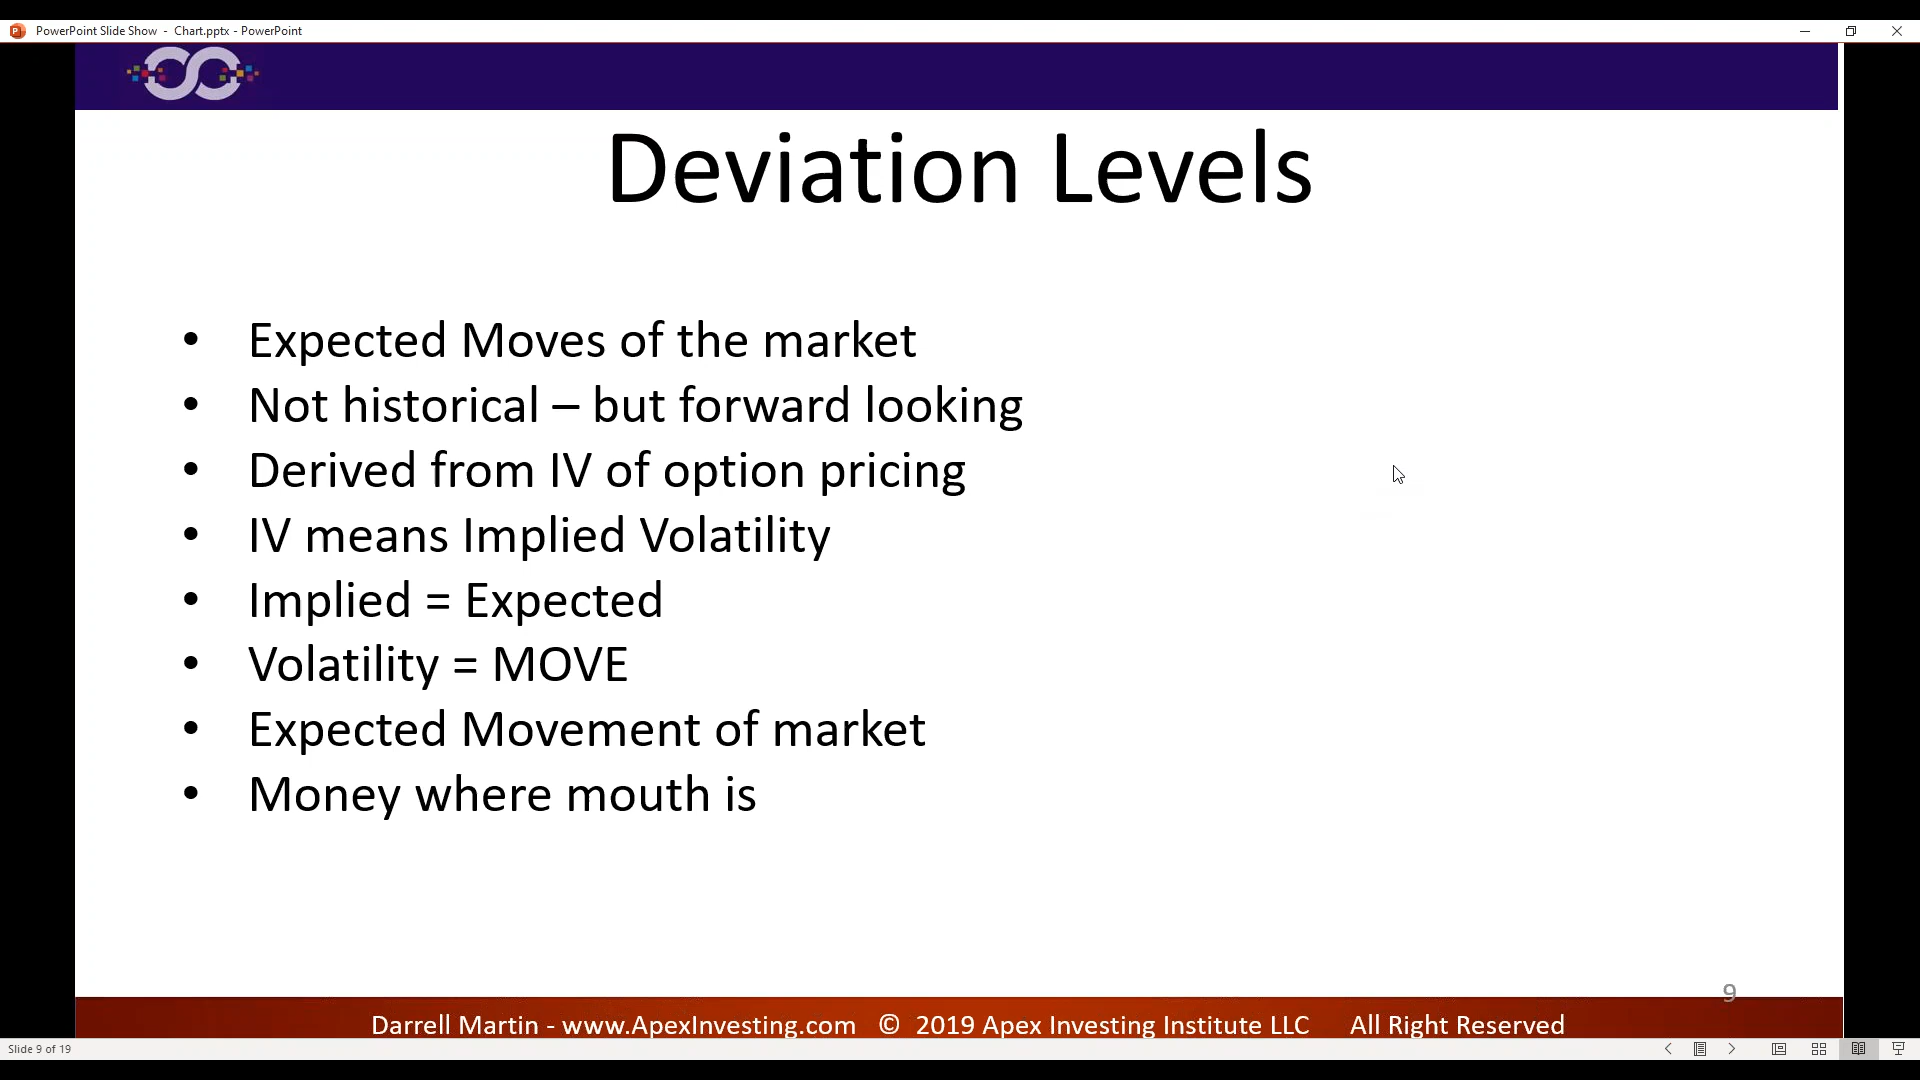 PowerPoint Slide Show - Chart.pptx - PowerPoint
Deviation Levels
• Expected Moves of the market
• Not historical – but forward looking
• Derived from IV of option pricing
• IV means Implied Volatility
• Implied = Expected
• Volatility = MOVE
• Expected Movement of market
• Money where mouth is
9
Darrell Martin - www.ApexInvesting.com © 2019 Apex Investing Institute LLC All Right Reserved
Slide 9 of 19